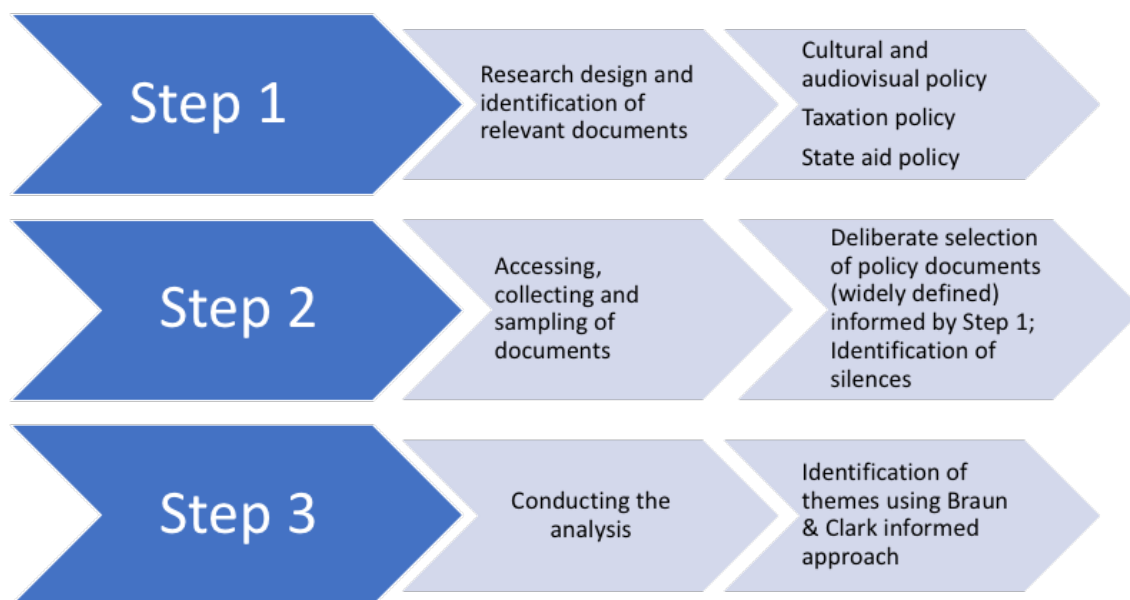 Step 1
Research design and
identification of
relevant documents
Cultural and
audiovisual policy
Taxation policy
State aid policy
Step 2
Accessing,
collecting and
sampling of
documents
Deliberate selection
of policy documents
(widely defined)
informed by Step 1;
Identification of
silences
Step 3
Conducting the
analysis
Identification of
themes using Braun
& Clark informed
approach